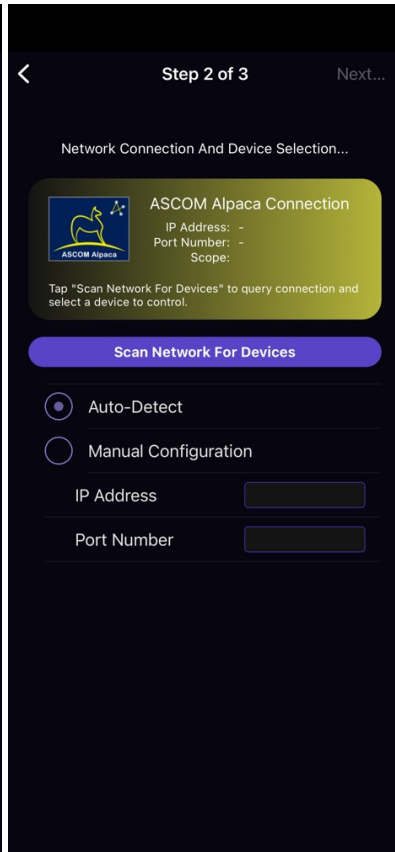 Step 2 of 3
Next...
Network Connection And Device Selection...
ASCOM Alpaca
ASCOM Alpaca Connection
IP Address: -
Port Number: -
Scope:
Tap "Scan Network For Devices" to query connection and
select a device to control.
Scan Network For Devices
Auto-Detect
Manual Configuration
IP Address
Port Number